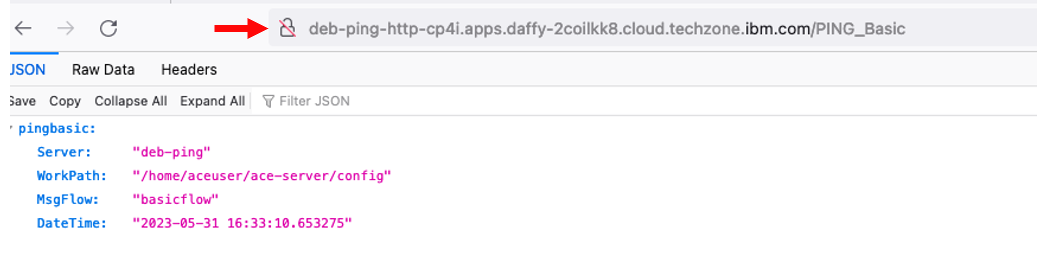 deb-ping-http-cp4i.apps.daffy-2coilkk8.cloud.techzone.ibm.com/PING_Basic
JSON Raw Data Headers
Save Copy Collapse All Expand All Filter JSON
pingbasic:
Server: "deb-ping"
WorkPath: "/home/aceuser/ace-server/config"
MsgFlow: "basicflow"
DateTime: "2023-05-31 16:33:10.653275"